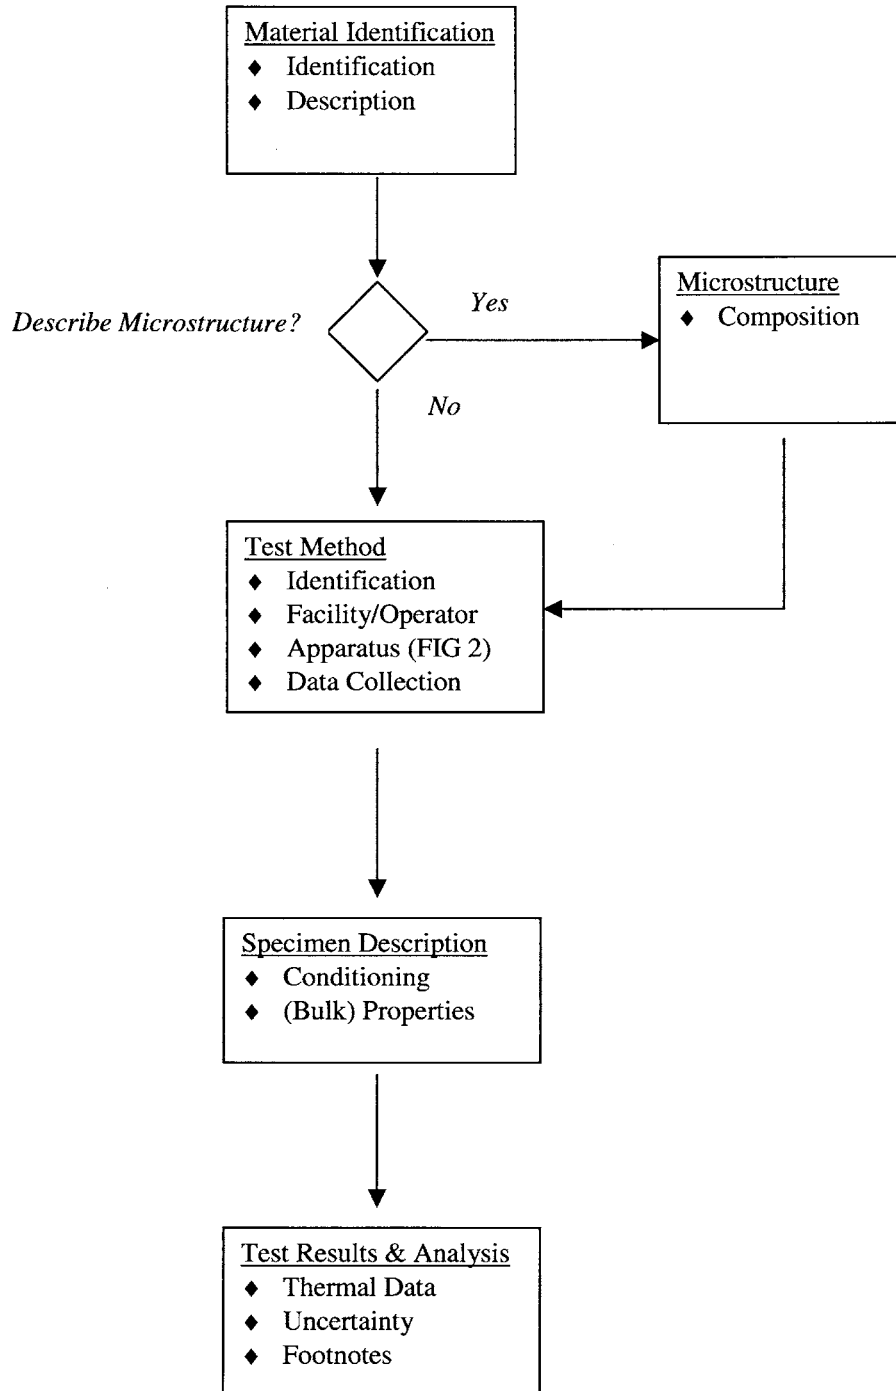 Material Identification
♦ Identification
♦ Description
Describe Microstructure?
Yes
Microstructure
♦ Composition
No
Test Method
♦ Identification
♦ Facility/Operator
♦ Apparatus (FIG 2)
♦ Data Collection
Specimen Description
♦ Conditioning
♦ (Bulk) Properties
Test Results & Analysis
♦ Thermal Data
♦ Uncertainty
♦ Footnotes